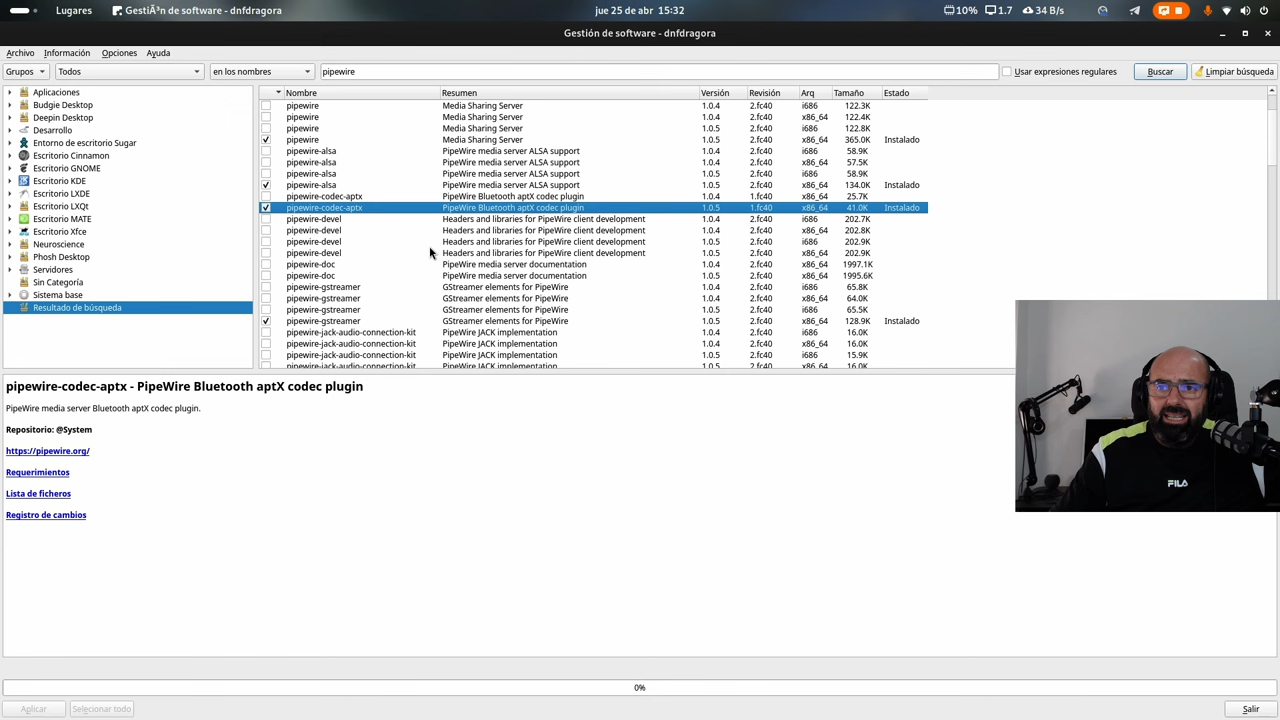 Lugares GestiÃ³n de software - dnfdragora jue 25 de abr 15:32 10% 1.7 34 B/s
Gestión de software - dnfdragora
Archivo Información Opciones Ayuda
Grupos Todos en los nombres pipewire Usar expresiones regulares Buscar Limpiar búsqueda
Aplicaciones
Budgie Desktop
Deepin Desktop
Desarrollo
Entorno de escritorio Sugar
Escritorio Cinnamon
Escritorio GNOME
Escritorio KDE
Escritorio LXDE
Escritorio LXQt
Escritorio MATE
Escritorio Xfce
Neuroscience
Phosh Desktop
Servidores
Sin Categoría
Sistema base
Resultado de búsqueda
Nombre Resumen Versión Revisión Arq Tamaño Estado
pipewire Media Sharing Server 1.0.4 2.fc40 i686 122.3K
pipewire Media Sharing Server 1.0.4 2.fc40 x86_64 122.4K
pipewire Media Sharing Server 1.0.5 2.fc40 i686 122.8K
pipewire Media Sharing Server 1.0.5 2.fc40 x86_64 365.0K Instalado
pipewire-alsa PipeWire media server ALSA support 1.0.4 2.fc40 i686 58.9K
pipewire-alsa PipeWire media server ALSA support 1.0.4 2.fc40 x86_64 57.5K
pipewire-alsa PipeWire media server ALSA support 1.0.5 2.fc40 i686 58.9K
pipewire-alsa PipeWire media server ALSA support 1.0.5 2.fc40 x86_64 134.0K Instalado
pipewire-codec-aptx PipeWire Bluetooth aptX codec plugin 1.0.4 1.fc40 x86_64 25.7K
pipewire-codec-aptx PipeWire Bluetooth aptX codec plugin 1.0.5 1.fc40 x86_64 41.0K Instalado
pipewire-devel Headers and libraries for PipeWire client development 1.0.4 2.fc40 i686 202.7K
pipewire-devel Headers and libraries for PipeWire client development 1.0.4 2.fc40 x86_64 202.8K
pipewire-devel Headers and libraries for PipeWire client development 1.0.5 2.fc40 i686 202.9K
pipewire-devel Headers and libraries for PipeWire client development 1.0.5 2.fc40 x86_64 202.9K
pipewire-doc PipeWire media server documentation 1.0.4 2.fc40 x86_64 1997.1K
pipewire-doc PipeWire media server documentation 1.0.5 2.fc40 x86_64 1995.6K
pipewire-gstreamer GStreamer elements for PipeWire 1.0.4 2.fc40 i686 65.8K
pipewire-gstreamer GStreamer elements for PipeWire 1.0.4 2.fc40 x86_64 64.0K
pipewire-gstreamer GStreamer elements for PipeWire 1.0.5 2.fc40 i686 65.5K
pipewire-gstreamer GStreamer elements for PipeWire 1.0.5 2.fc40 x86_64 128.9K Instalado
pipewire-jack-audio-connection-kit PipeWire JACK implementation 1.0.4 2.fc40 i686 16.0K
pipewire-jack-audio-connection-kit PipeWire JACK implementation 1.0.4 2.fc40 x86_64 16.0K
pipewire-jack-audio-connection-kit PipeWire JACK implementation 1.0.5 2.fc40 i686 15.9K
pipewire-jack-audio-connection-kit PipeWire JACK implementation 1.0.5 2.fc40 x86_64 16.0K
pipewire-codec-aptx - PipeWire Bluetooth aptX codec plugin
PipeWire media server Bluetooth aptX codec plugin.
Repositorio: @System
https://pipewire.org/
Requerimientos
Lista de ficheros
Registro de cambios
FILA
0%
Aplicar Selecionar todo Salir